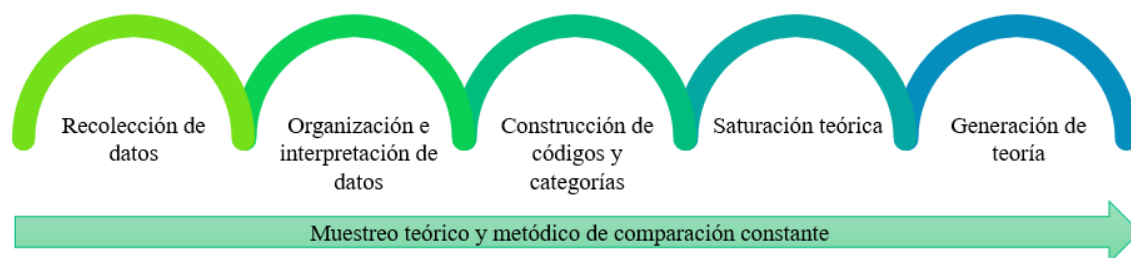 Recolección de
datos
Organización e
interpretación de
datos
Construcción de
códigos y
categorías
Saturación teórica
Generación de
teoría
Muestreo teórico y metódico de comparación constante